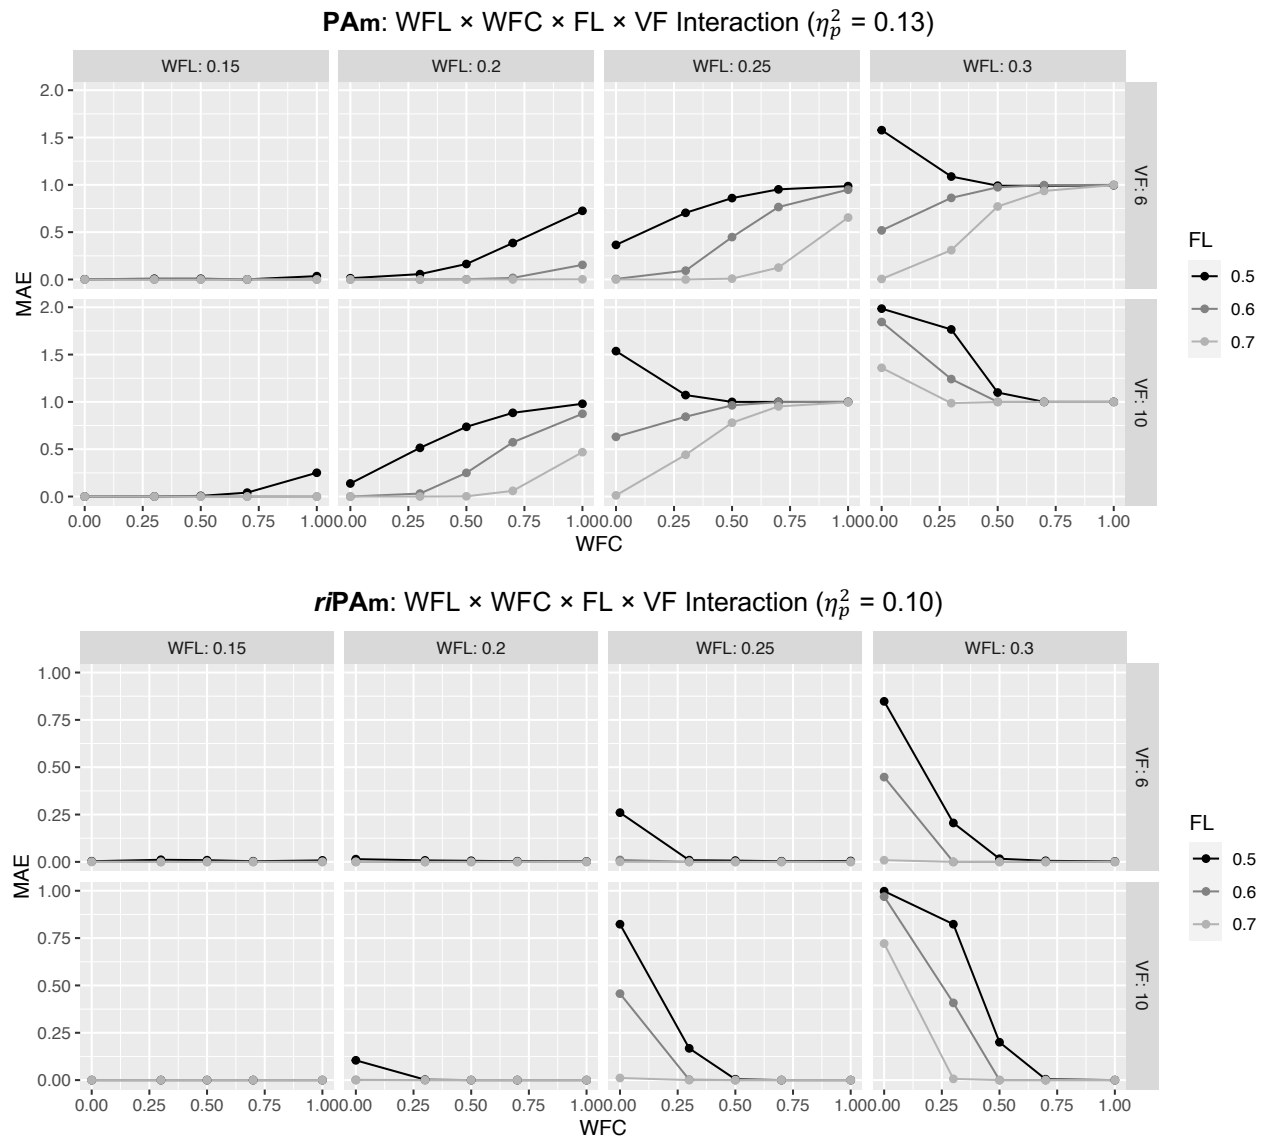 PAm: WFL × WFC × FL × VF Interaction (η²ₚ = 0.13)
WFL: 0.15 WFL: 0.2 WFL: 0.25 WFL: 0.3
2.0
1.5
1.0
0.5
0.0
VF: 6
MAE
2.0
1.5
1.0
0.5
0.0
VF: 10
0.00 0.25 0.50 0.75 1.00 0.00 0.25 0.50 0.75 1.00 0.00 0.25 0.50 0.75 1.00 0.00 0.25 0.50 0.75 1.00
WFC
FL
0.5
0.6
0.7
riPAm: WFL × WFC × FL × VF Interaction (η²ₚ = 0.10)
WFL: 0.15 WFL: 0.2 WFL: 0.25 WFL: 0.3
1.00
0.75
0.50
0.25
0.00
VF: 6
MAE
1.00
0.75
0.50
0.25
0.00
VF: 10
0.00 0.25 0.50 0.75 1.00 0.00 0.25 0.50 0.75 1.00 0.00 0.25 0.50 0.75 1.00 0.00 0.25 0.50 0.75 1.00
WFC
FL
0.5
0.6
0.7